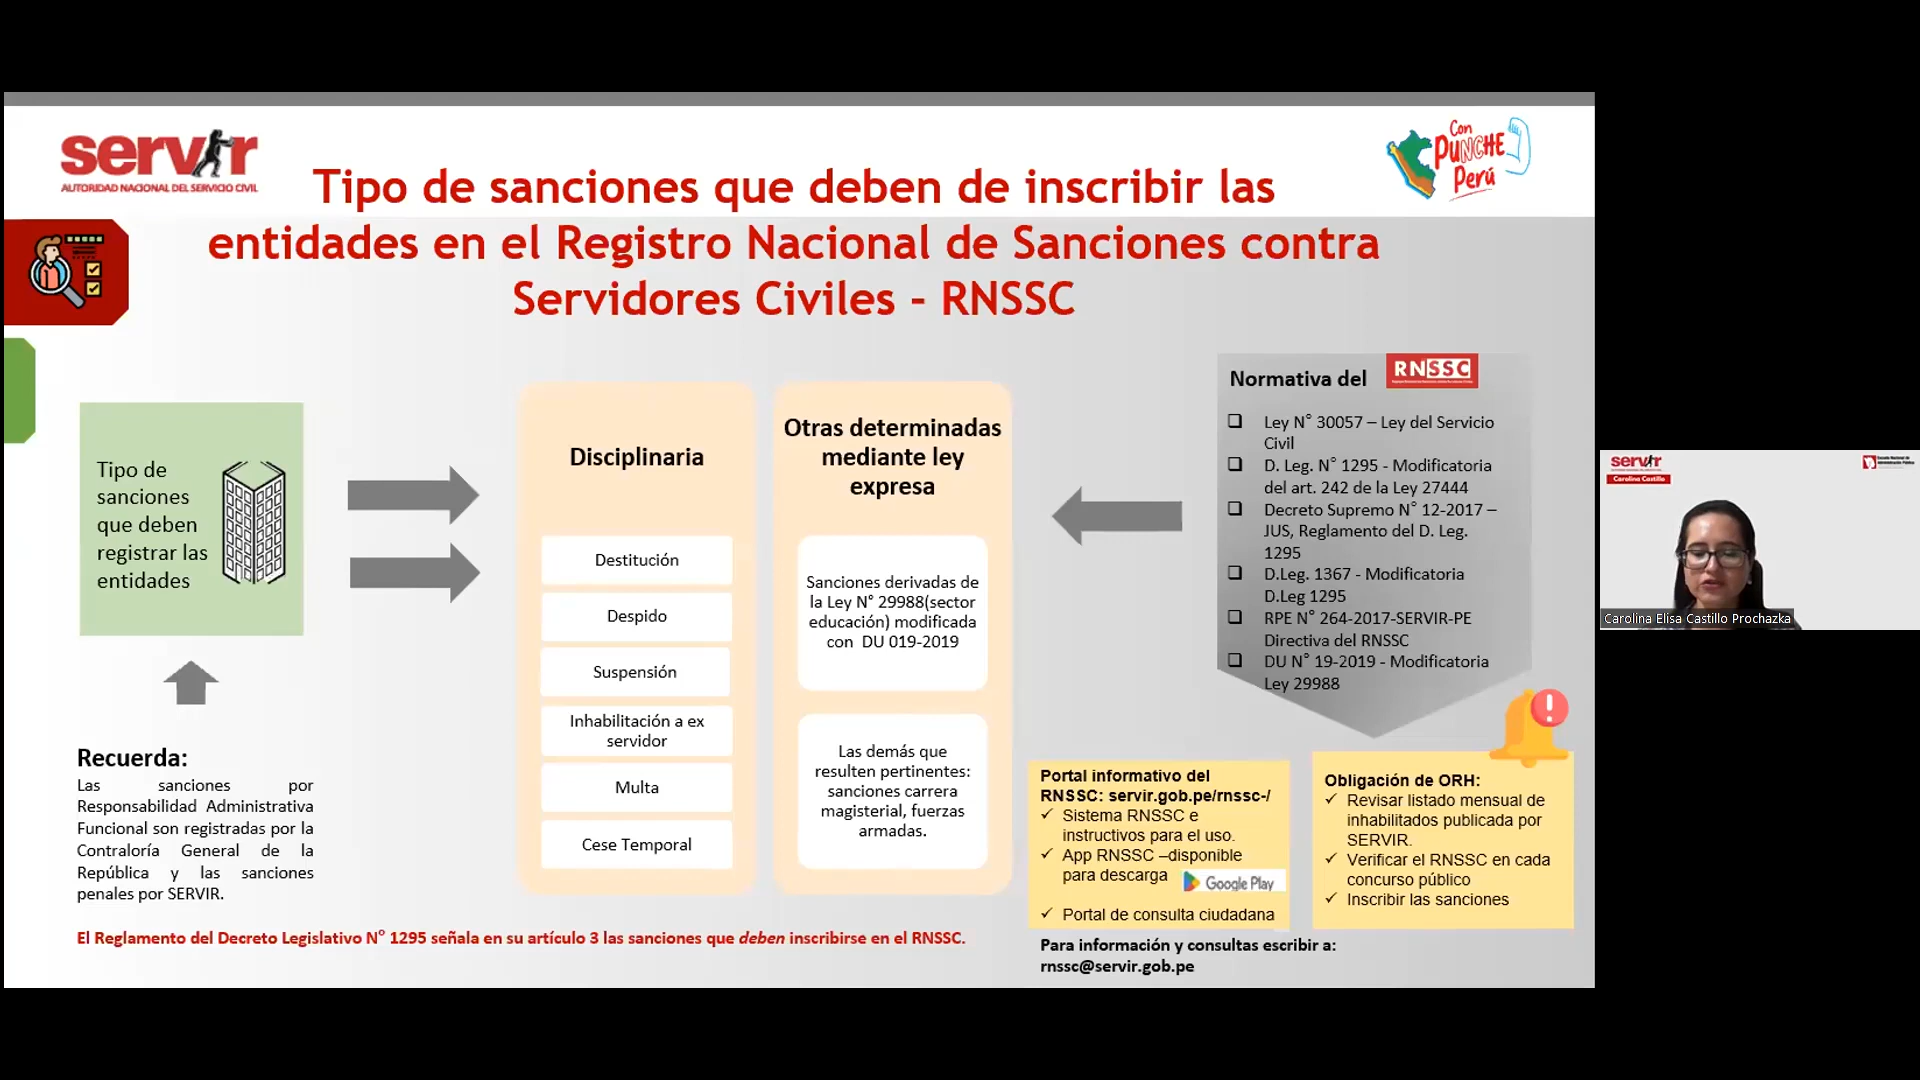 servir
AUTORIDAD NACIONAL DEL SERVICIO CIVIL
Con
PUNCHE
Perú
Tipo de sanciones que deben de inscribir las
entidades en el Registro Nacional de Sanciones contra
Servidores Civiles - RNSSC
Tipo de
sanciones
que deben
registrar las
entidades
Recuerda:
Las sanciones por
Responsabilidad Administrativa
Funcional son registradas por la
Contraloría General de la
República y las sanciones
penales por SERVIR.
Disciplinaria
Destitución
Despido
Suspensión
Inhabilitación a ex
servidor
Multa
Cese Temporal
Otras determinadas
mediante ley
expresa
Sanciones derivadas de
la Ley N° 29988(sector
educación) modificada
con DU 019-2019
Las demás que
resulten pertinentes:
sanciones carrera
magisterial, fuerzas
armadas.
Normativa del
RNSSC
Ley N° 30057 – Ley del Servicio
Civil
D. Leg. N° 1295 - Modificatoria
del art. 242 de la Ley 27444
Decreto Supremo N° 12-2017 –
JUS, Reglamento del D. Leg.
1295
D.Leg. 1367 - Modificatoria
D.Leg 1295
RPE N° 264-2017-SERVIR-PE
Directiva del RNSSC
DU N° 19-2019 - Modificatoria
Ley 29988
Portal informativo del
RNSSC: servir.gob.pe/rnssc-/
✓ Sistema RNSSC e
instructivos para el uso.
✓ App RNSSC –disponible
para descarga
Google Play
✓ Portal de consulta ciudadana
Obligación de ORH:
✓ Revisar listado mensual de
inhabilitados publicada por
SERVIR.
✓ Verificar el RNSSC en cada
concurso público
✓ Inscribir las sanciones
El Reglamento del Decreto Legislativo N° 1295 señala en su artículo 3 las sanciones que deben inscribirse en el RNSSC.
Para información y consultas escribir a:
rnssc@servir.gob.pe
servir
Carolina Castillo
Carolina Elisa Castillo Prochazka